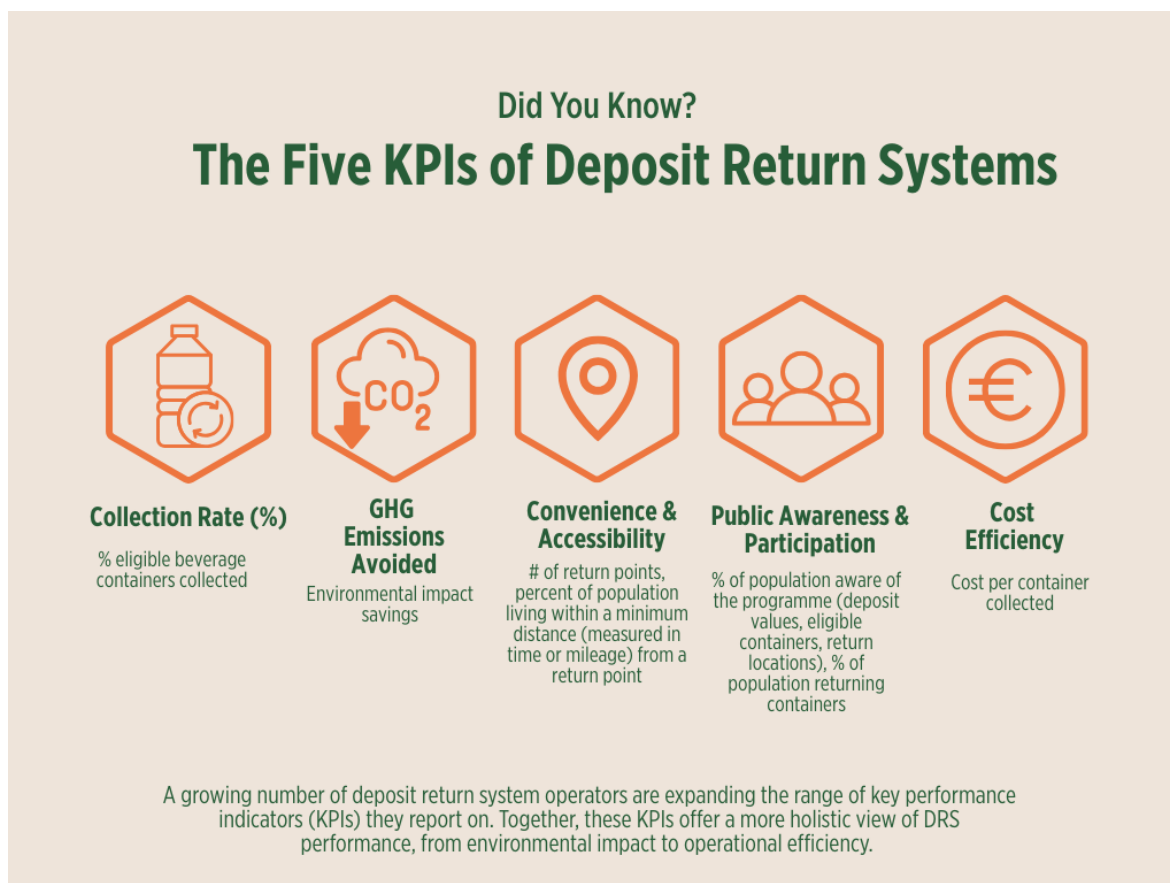 Did You Know?
The Five KPIs of Deposit Return Systems
CO2
€
Collection Rate (%)
% eligible beverage
containers collected
GHG
Emissions
Avoided
Environmental impact
savings
Convenience &
Accessibility
# of return points,
percent of population
living within a minimum
distance (measured in
time or mileage) from a
return point
Public Awareness &
Participation
% of population aware of
the programme (deposit
values, eligible
containers, return
locations), % of
population returning
containers
Cost
Efficiency
Cost per container
collected
A growing number of deposit return system operators are expanding the range of key performance
indicators (KPIs) they report on. Together, these KPIs offer a more holistic view of DRS
performance, from environmental impact to operational efficiency.